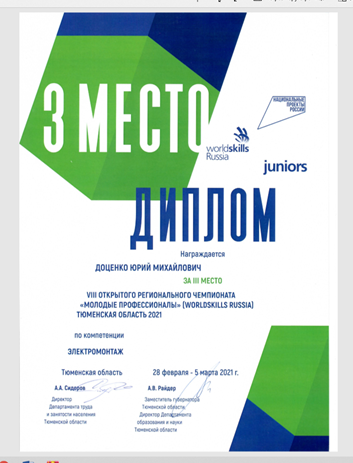 3 МЕСТО
НАЦИОНАЛЬНЫЕ
ПРОЕКТЫ
РОССИИ
worldskills
Russia
juniors
ДИПЛОМ
Награждается
ДОЦЕНКО ЮРИЙ МИХАЙЛОВИЧ
ЗА III МЕСТО
VIII ОТКРЫТОГО РЕГИОНАЛЬНОГО ЧЕМПИОНАТА
«МОЛОДЫЕ ПРОФЕССИОНАЛЫ» (WORLDSKILLS RUSSIA)
ТЮМЕНСКАЯ ОБЛАСТЬ 2021
по компетенции
ЭЛЕКТРОМОНТАЖ
Тюменская область 28 февраля - 5 марта 2021 г.
А.А. Сидоров А.В. Райдер
Директор Заместитель губернатора
Департамента труда Тюменской области,
и занятости населения Директор Департамента
Тюменской области образования и науки
Тюменской области